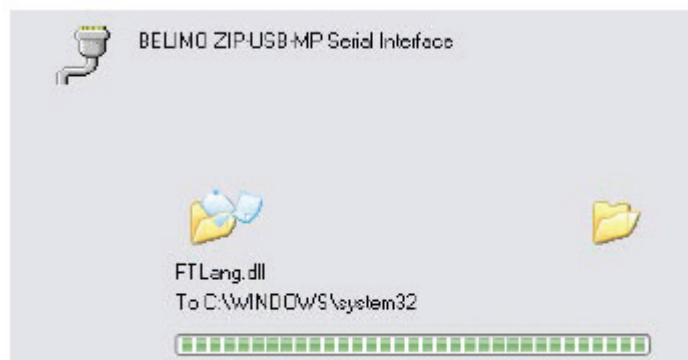 BELIMO ZIP-USB-MP Serial Interface
FTLang.dll
To C:\WINDOWS\system32